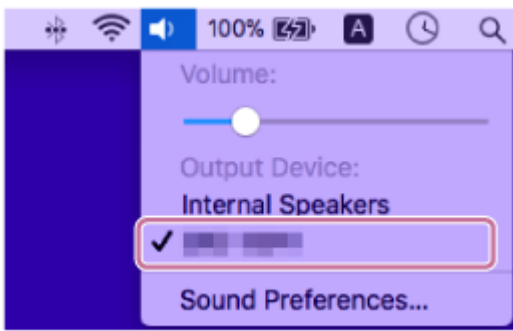 100% A
Volume:
Output Device:
Internal Speakers
Sound Preferences...